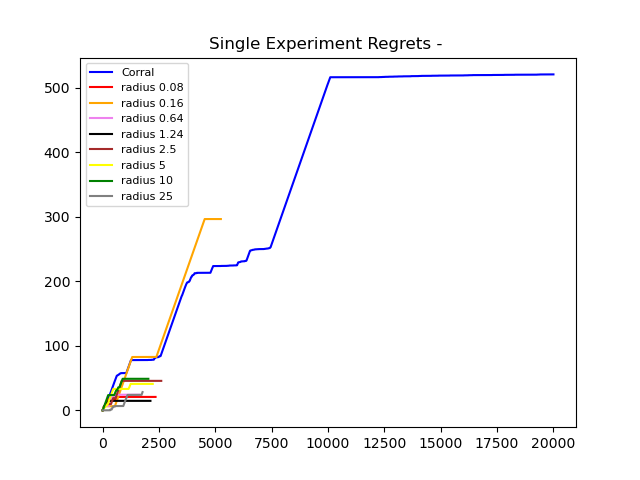 Single Experiment Regrets -
Corral
radius 0.08
radius 0.16
radius 0.64
radius 1.24
radius 2.5
radius 5
radius 10
radius 25
500
400
300
200
100
0
0 2500 5000 7500 10000 12500 15000 17500 20000